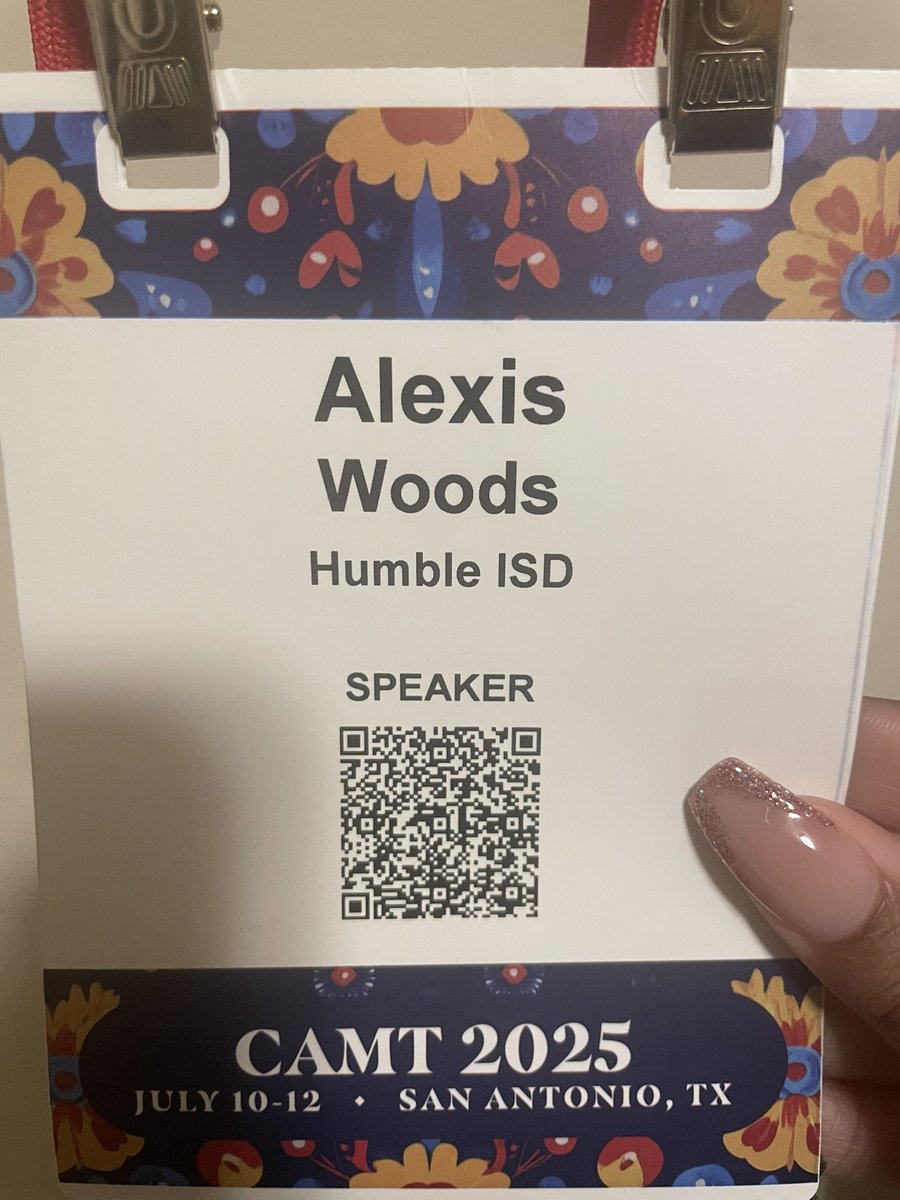 Alexis
Woods
Humble ISD
SPEAKER
CAMT 2025
JULY 10-12 • SAN ANTONIO, TX